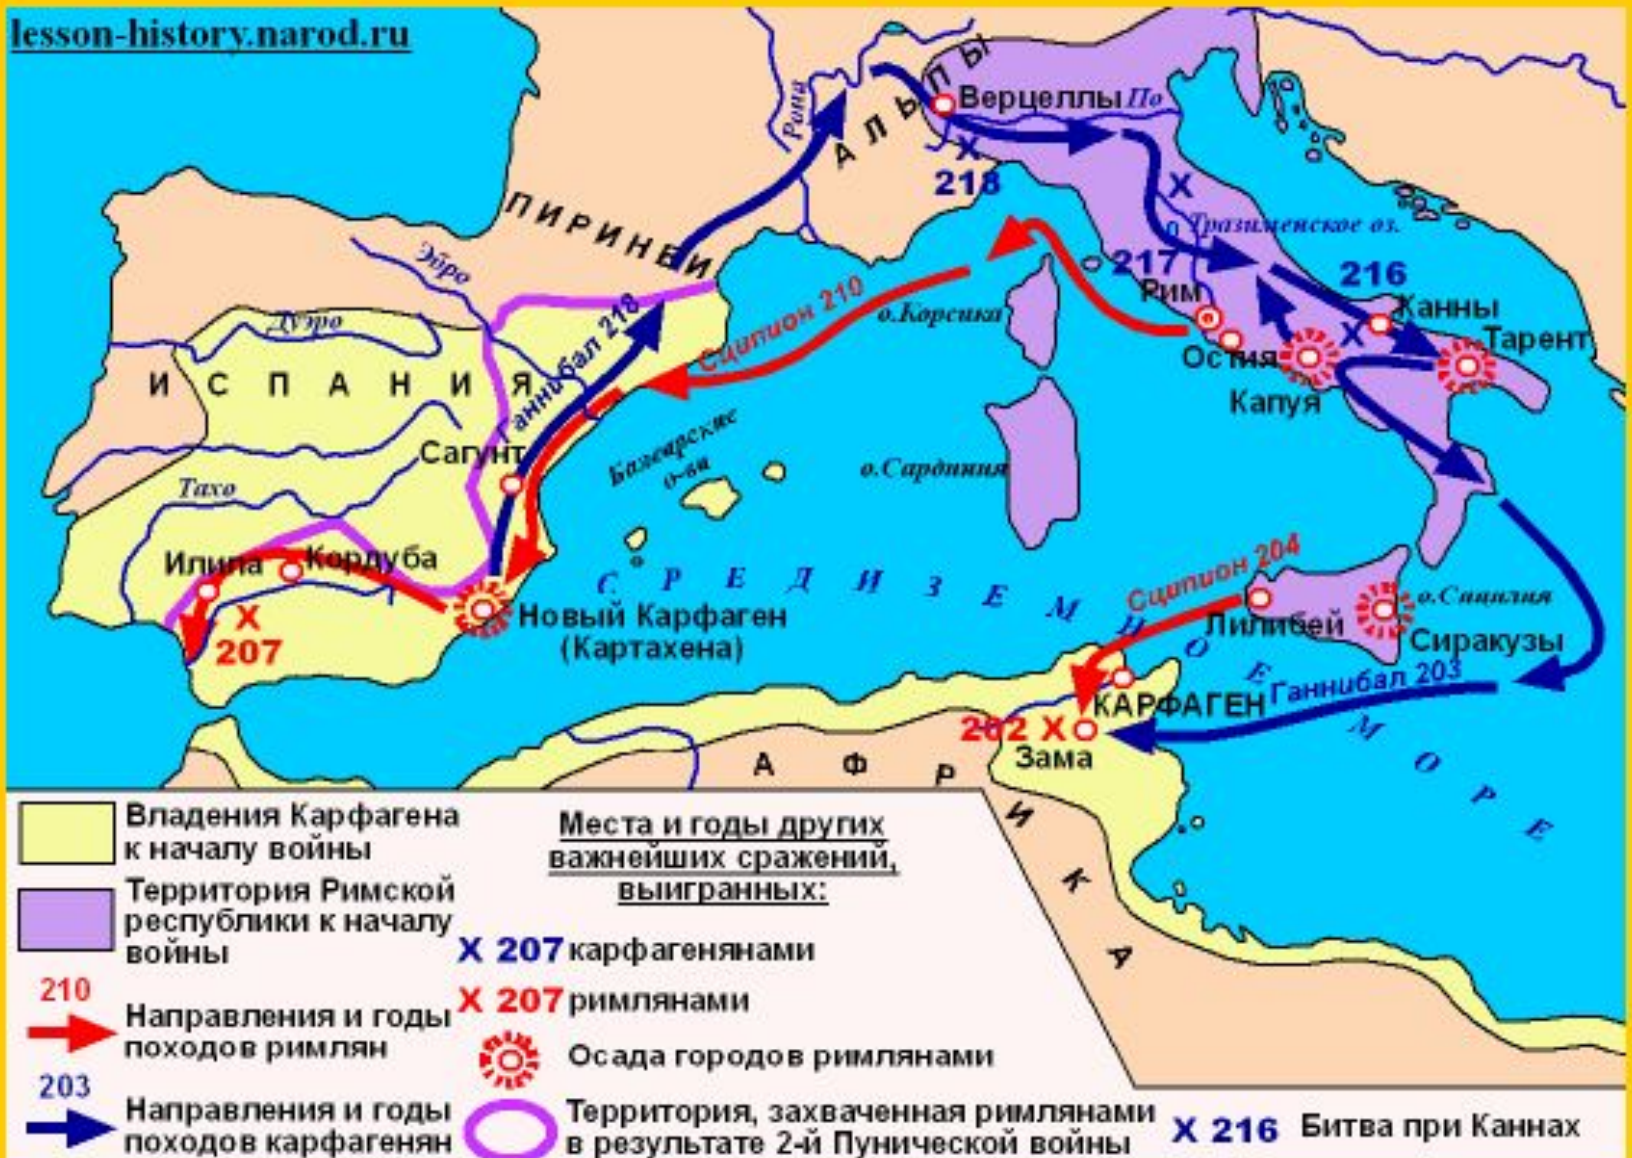 lesson-history.narod.ru
АЛЬПЫ
Рона
Верцеллы
По
X
218
ПИРИНЕИ
X
Тразименское оз.
217
216
Эбро
Рим
Канны
X
Тарент
Дуэро
Ганнибал 218
Сципион 210
о.Корсика
Остия
Капуя
ИСПАНИЯ
Сагунт
Балеарские
о-ва
о.Сардиния
Тахо
Илипа
Кордуба
X
207
Новый Карфаген
(Картахена)
СРЕДИЗЕМНОЕ МОРЕ
Сципион 204
Лилибей
о.Сицилия
Сиракузы
Ганнибал 203
КАРФАГЕН
202 X
Зама
АФРИКА
Владения Карфагена
к началу войны
Территория Римской
республики к началу
войны
210
Направления и годы
походов римлян
203
Направления и годы
походов карфагенян
Места и годы других
важнейших сражений,
выигранных:
X 207 карфагенянами
X 207 римлянами
Осада городов римлянами
Территория, захваченная римлянами
в результате 2-й Пунической войны
X 216 Битва при Каннах